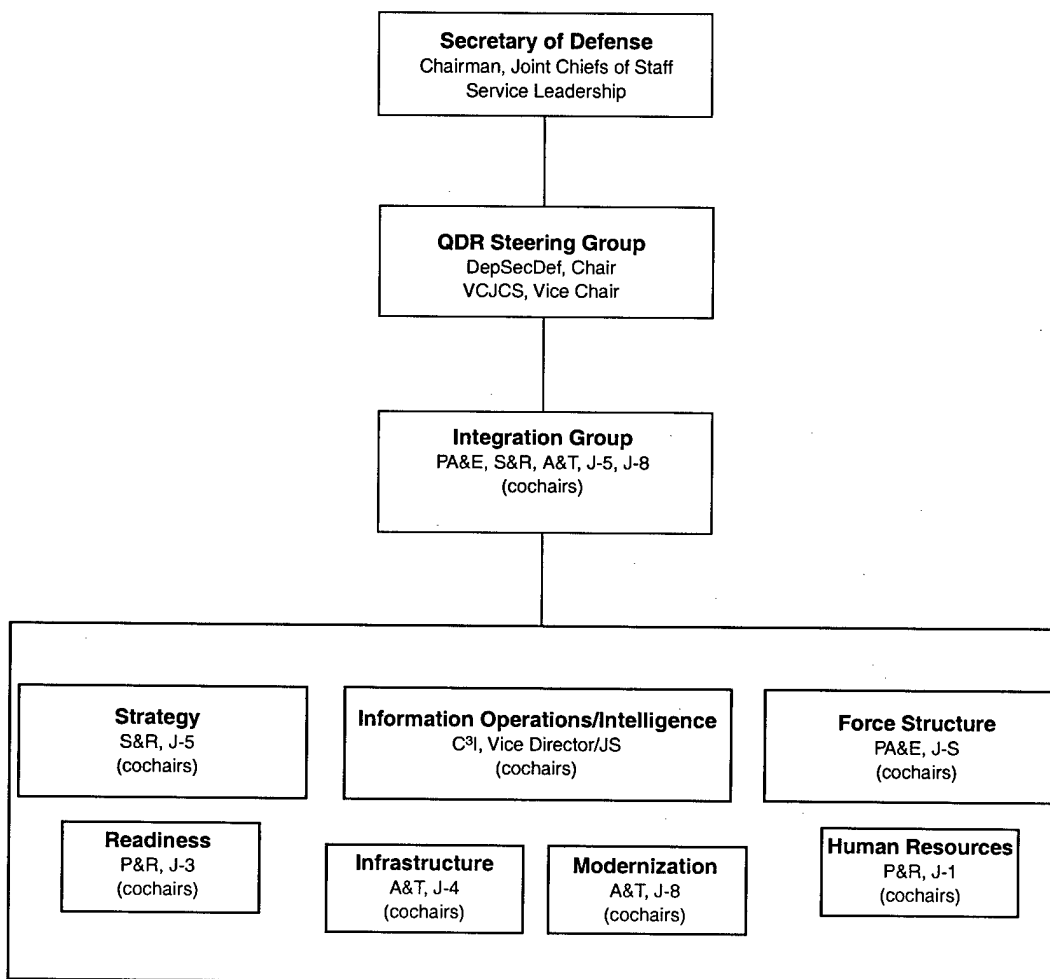 Secretary of Defense
Chairman, Joint Chiefs of Staff
Service Leadership
QDR Steering Group
DepSecDef, Chair
VCJCS, Vice Chair
Integration Group
PA&E, S&R, A&T, J-5, J-8
(cochairs)
Strategy
S&R, J-5
(cochairs)
Information Operations/Intelligence
C³I, Vice Director/JS
(cochairs)
Force Structure
PA&E, J-S
(cochairs)
Readiness
P&R, J-3
(cochairs)
Infrastructure
A&T, J-4
(cochairs)
Modernization
A&T, J-8
(cochairs)
Human Resources
P&R, J-1
(cochairs)